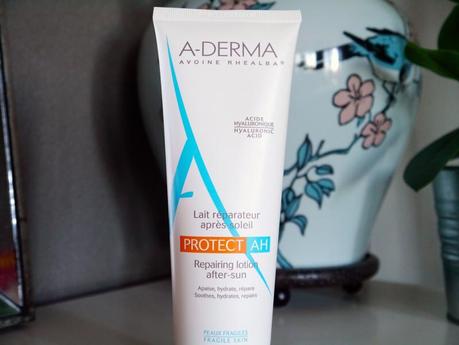 A-DERMA
AVOINE RHEALBA®
ACIDE
HYALURONIQUE
HYALURONIC
ACID
Lait réparateur
après-soleil
PROTECT AH
Repairing lotion
after-sun
Apaise, hydrate, répare
Soothes, hydrates, repairs
PEAUX FRAGILES
FRAGILE SKIN